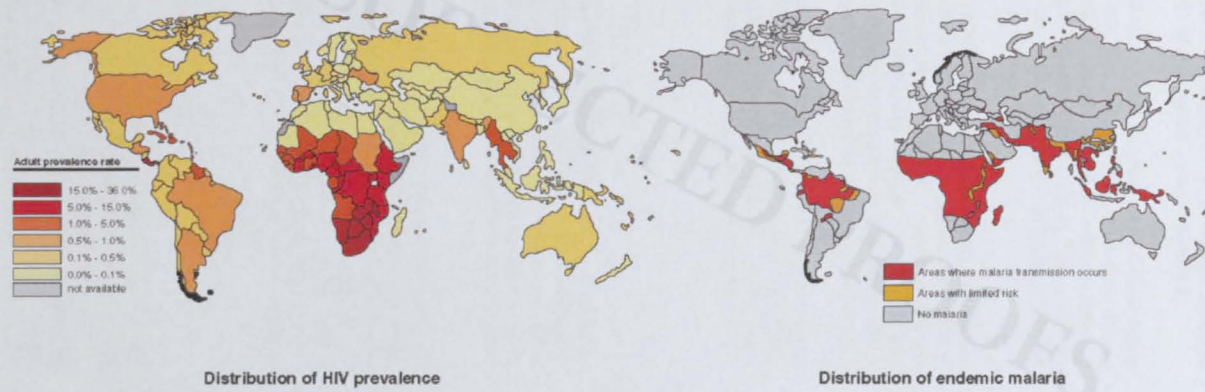 Adult prevalence rate
15.0% - 36.0%
5.0% - 15.0%
1.0% - 5.0%
0.5% - 1.0%
0.1% - 0.5%
0.0% - 0.1%
not available
Distribution of HIV prevalence
Areas where malaria transmission occurs
Areas with limited risk
No malaria
Distribution of endemic malaria
CTED PROOFS